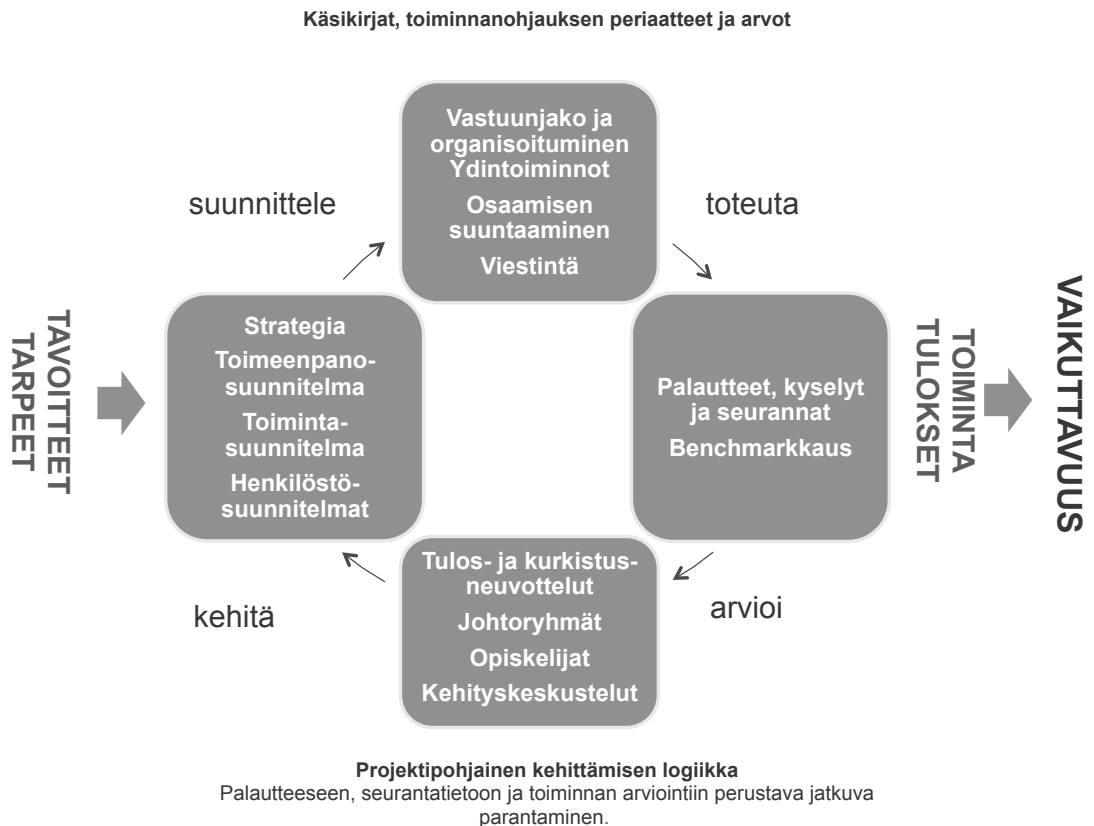 Käsikirjat, toiminnanohjauksen periaatteet ja arvot
Vastuunjako ja
organisoituminen
Ydintoiminnot
Osaamisen
suuntaaminen
Viestintä
suunnittele
toteuta
TAVOITTEET
TARPEET
Strategia
Toimeenpano-
suunnitelma
Toiminta-
suunnitelma
Henkilöstö-
suunnitelmat
Palautteet, kyselyt
ja seurannat
Benchmarkkaus
TOIMINTA
TULOKSET
VAIKUTTAVUUS
Tulos- ja kurkistus-
neuvottelut
Johtoryhmät
Opiskelijat
Kehityskeskustelut
kehitä
arvioi
Projektipohjainen kehittämisen logiikka
Palautteeseen, seurantatietoon ja toiminnan arviointiin perustava jatkuva
parantaminen.